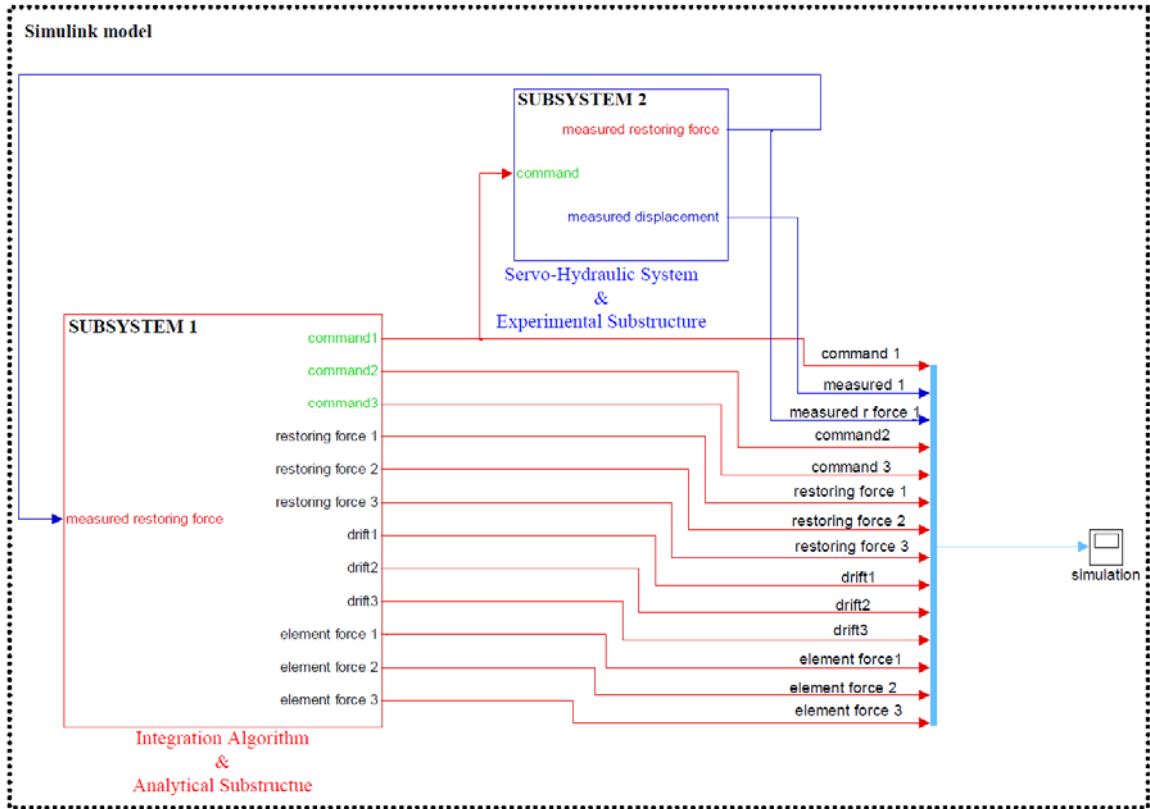 Simulink model
SUBSYSTEM 2
measured restoring force
command
measured displacement
Servo-Hydraulic System
&
Experimental Substructure
SUBSYSTEM 1
command1
command2
command3
restoring force 1
restoring force 2
restoring force 3
measured restoring force
drift1
drift2
drift3
element force 1
element force 2
element force 3
Integration Algorithm
&
Analytical Substructue
command 1
measured 1
measured r force 1
command2
command 3
restoring force 1
restoring force 2
restoring force 3
drift1
drift2
drift3
element force1
element force 2
element force 3
simulation